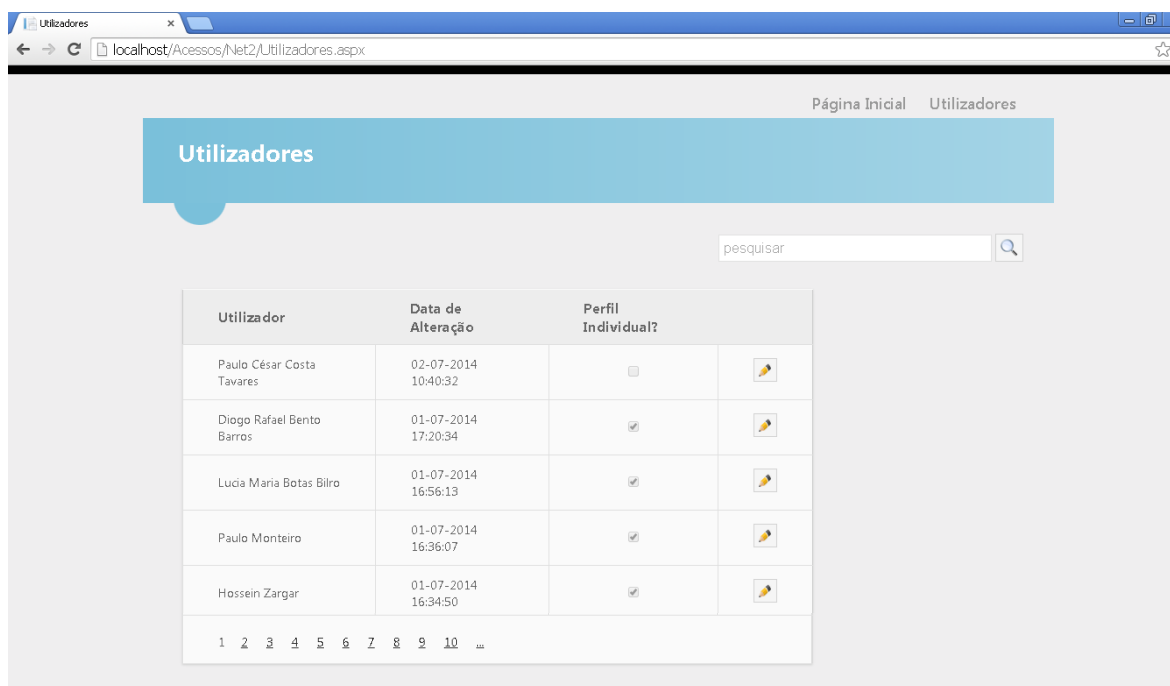 Utilizadores
localhost/Acessos/Net2/Utilizadores.aspx
Página Inicial Utilizadores
Utilizadores
pesquisar
Utilizador
Data de
Alteração
Perfil
Individual?
Paulo César Costa
Tavares
02-07-2014
10:40:32
Diogo Rafael Bento
Barros
01-07-2014
17:20:34
Lucia Maria Botas Bilro
01-07-2014
16:56:13
Paulo Monteiro
01-07-2014
16:36:07
Hossein Zargar
01-07-2014
16:34:50
1 2 3 4 5 6 7 8 9 10 ...